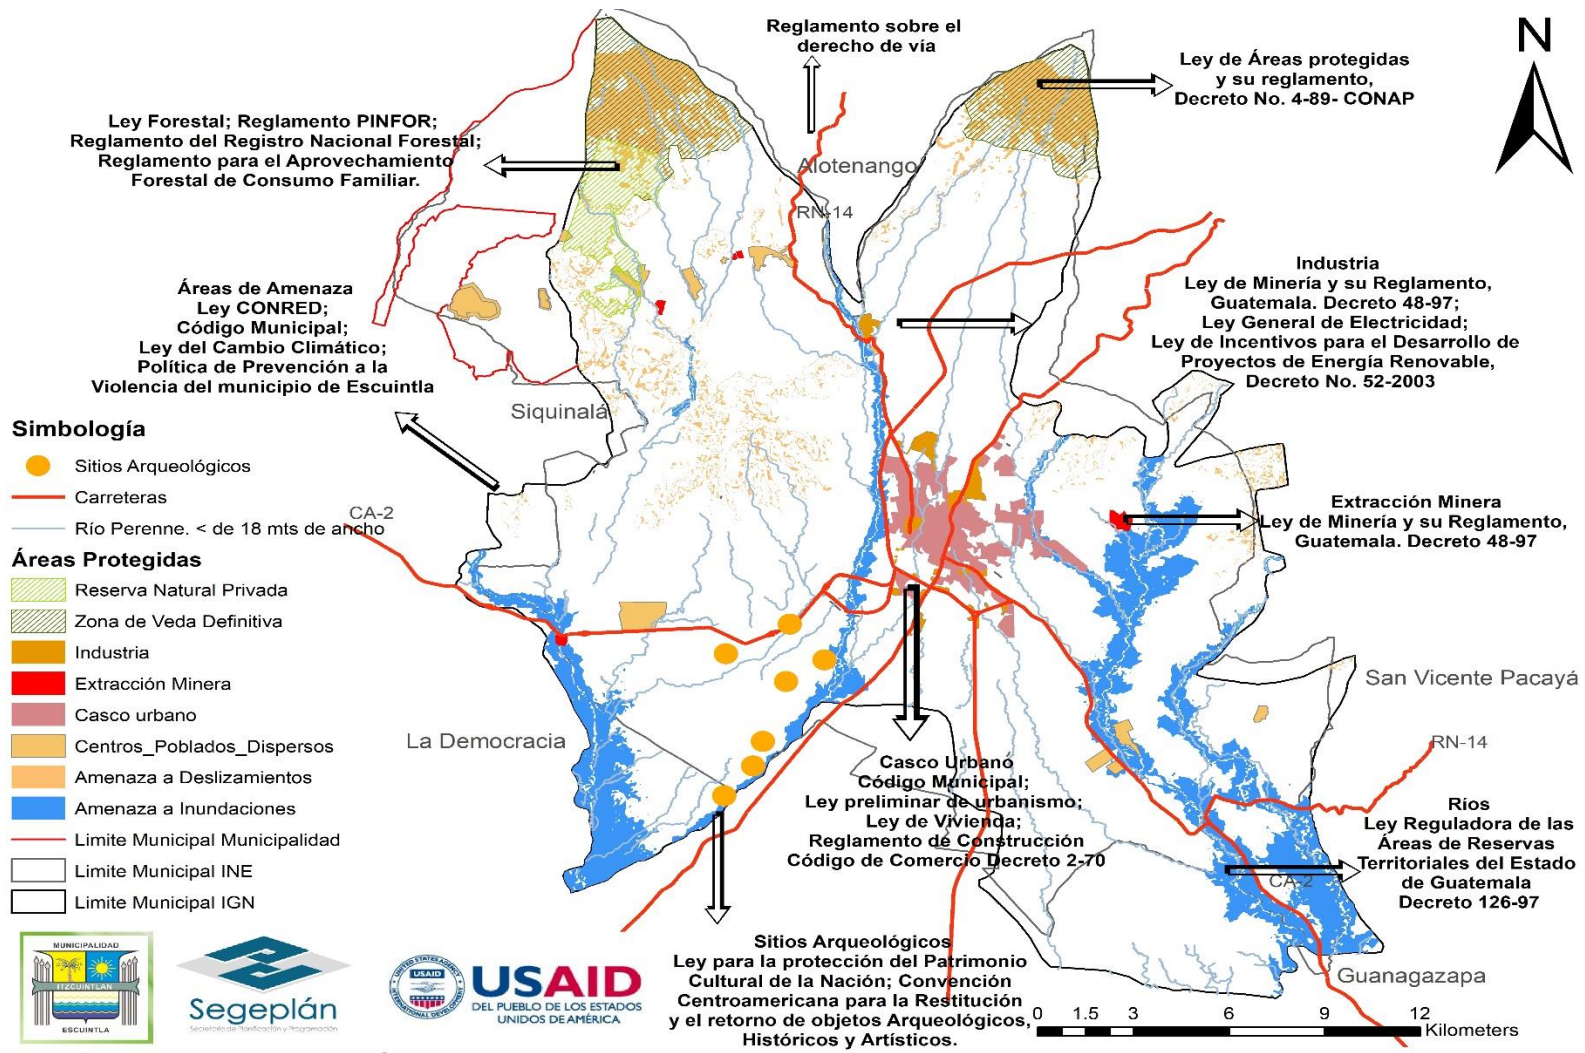 Reglamento sobre el
derecho de vía
N
Ley de Áreas protegidas
y su reglamento,
Decreto No. 4-89- CONAP
Ley Forestal; Reglamento PINFOR;
Reglamento del Registro Nacional Forestal;
Reglamento para el Aprovechamiento
Forestal de Consumo Familiar.
Alotenango
RN-14
Industria
Ley de Minería y su Reglamento,
Guatemala. Decreto 48-97;
Ley General de Electricidad;
Ley de Incentivos para el Desarrollo de
Proyectos de Energía Renovable,
Decreto No. 52-2003
Áreas de Amenaza
Ley CONRED;
Código Municipal;
Ley del Cambio Climático;
Política de Prevención a la
Violencia del municipio de Escuintla
Siquinalá
Simbología
Sitios Arqueológicos
Carreteras
Río Perenne. < de 18 mts de ancho
Áreas Protegidas
Reserva Natural Privada
Zona de Veda Definitiva
Industria
Extracción Minera
Casco urbano
Centros_Poblados_Dispersos
Amenaza a Deslizamientos
Amenaza a Inundaciones
Limite Municipal Municipalidad
Limite Municipal INE
Limite Municipal IGN
CA-2
Extracción Minera
Ley de Minería y su Reglamento,
Guatemala. Decreto 48-97
San Vicente Pacayá
La Democracia
RN-14
Casco Urbano
Código Municipal;
Ley preliminar de urbanismo;
Ley de Vivienda;
Reglamento de Construcción
Código de Comercio Decreto 2-70
Ríos
Ley Reguladora de las
Áreas de Reservas
Territoriales del Estado
de Guatemala
Decreto 126-97
CA-2
Guanagazapa
Sitios Arqueológicos
Ley para la protección del Patrimonio
Cultural de la Nación; Convención
Centroamericana para la Restitución
y el retorno de objetos Arqueológicos,
Históricos y Artísticos.
0 1.5 3 6 9 12
Kilometers
MUNICIPALIDAD
ITZCUINTLAN
ESCUINTLA
Segeplán
Secretaría de Planificación y Programación
UNITED STATES AGENCY
USAID
INTERNATIONAL DEVELOPMENT
USAID
DEL PUEBLO DE LOS ESTADOS
UNIDOS DE AMÉRICA